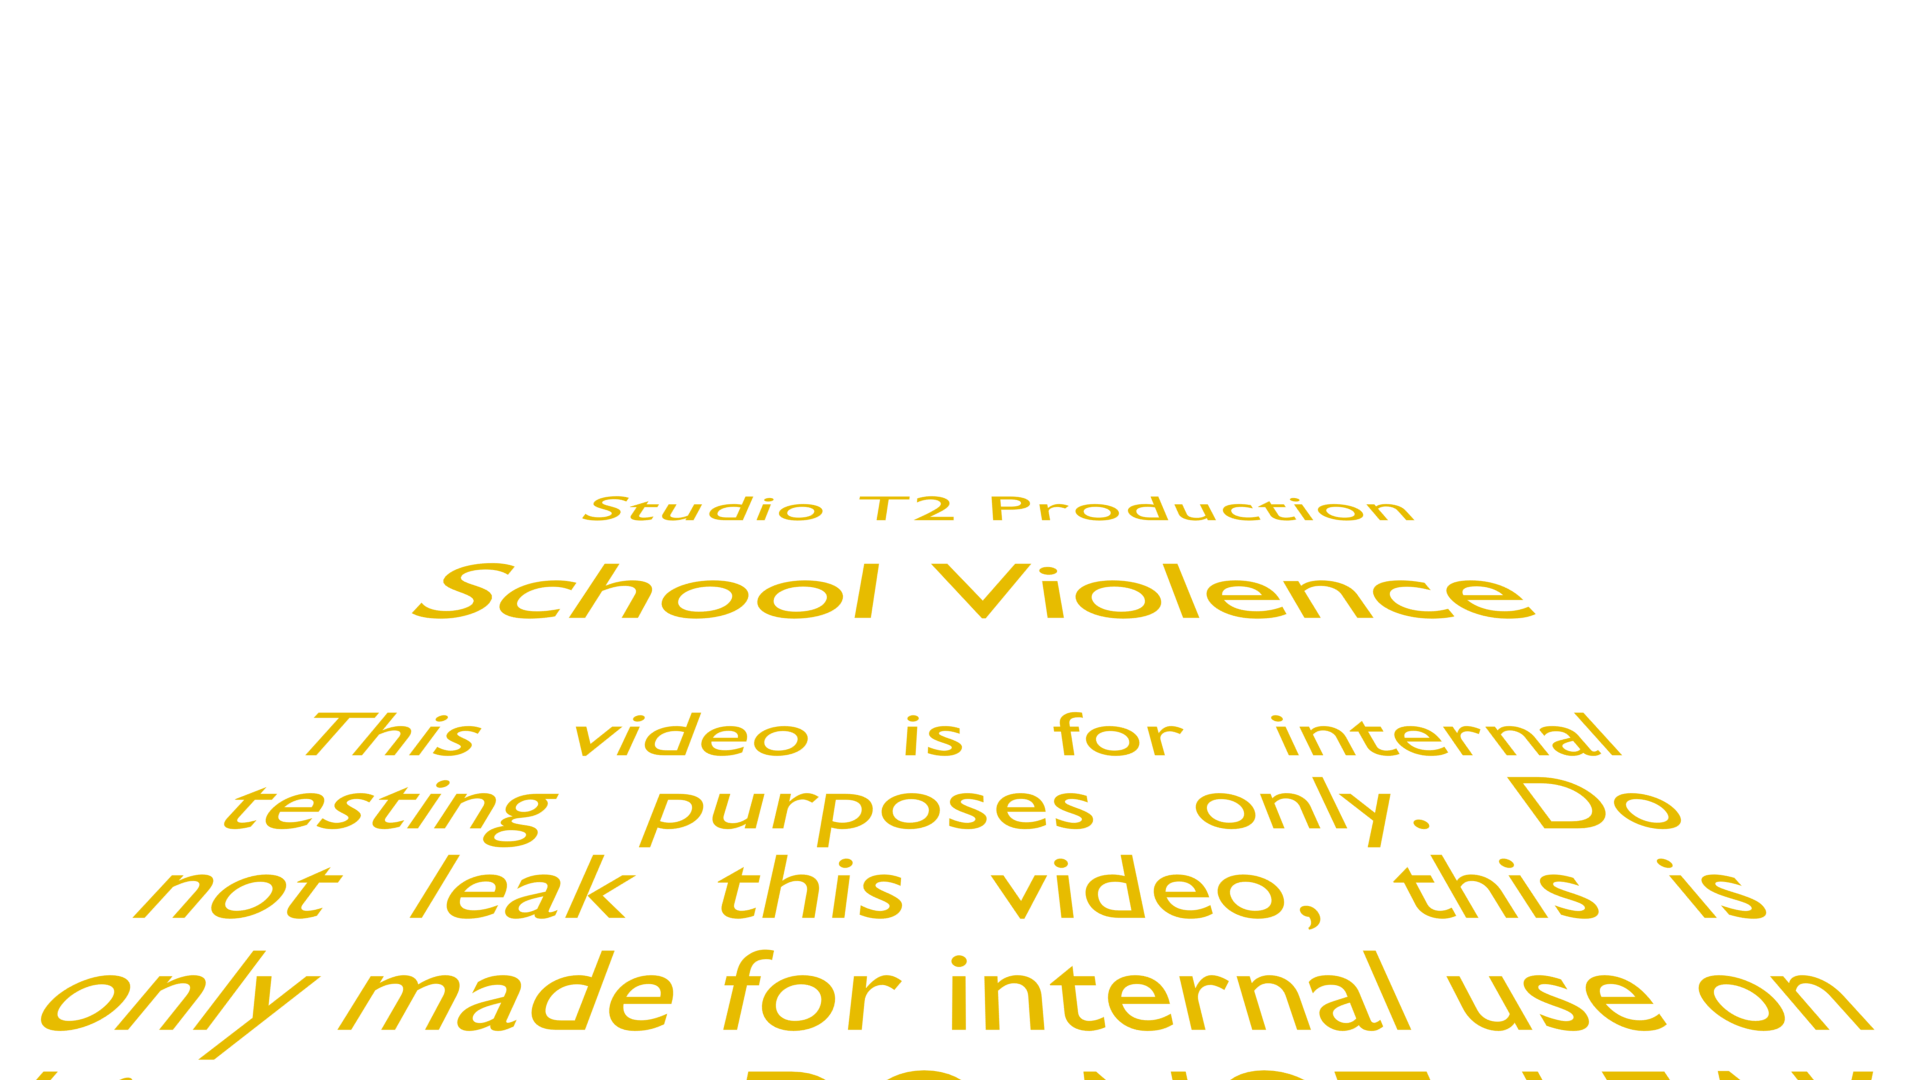 Studio T2 Production
School Violence
This video is for internal
testing purposes only. Do
not leak this video, this is
only made for internal use on